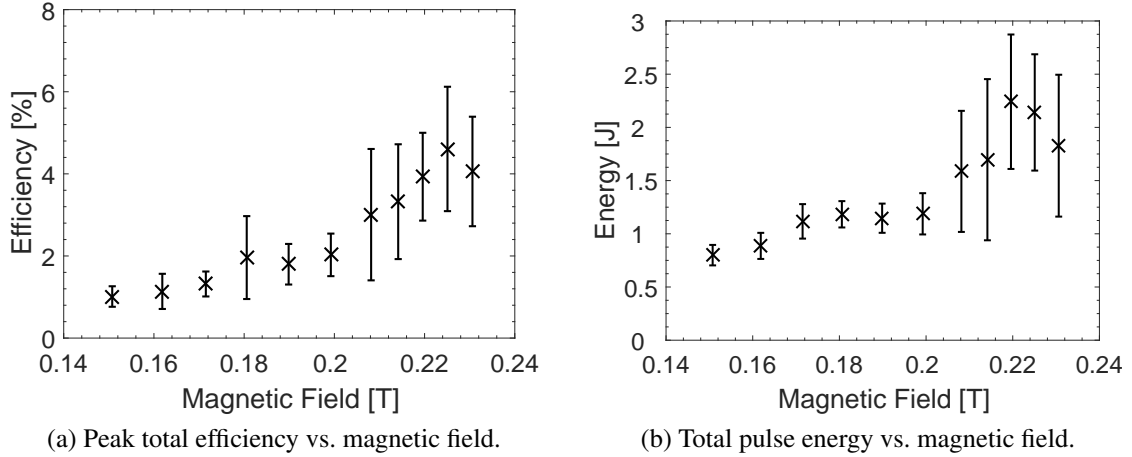 8
6
4
2
0
Efficiency [%]
0.14 0.16 0.18 0.2 0.22 0.24
Magnetic Field [T]
(a) Peak total efficiency vs. magnetic field.
3
2.5
2
1.5
1
0.5
0
Energy [J]
0.14 0.16 0.18 0.2 0.22 0.24
Magnetic Field [T]
(b) Total pulse energy vs. magnetic field.